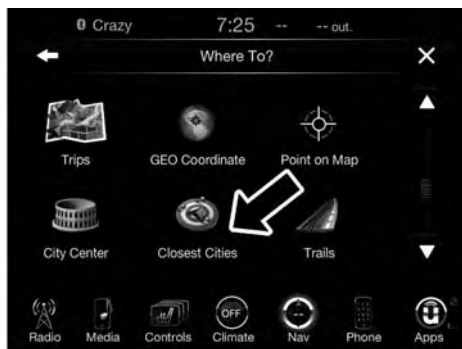 Crazy 7:25 -- -- out.
Where To?
Trips GEO Coordinate Point on Map
City Center Closest Cities Trails
OFF --
Radio Media Controls Climate Nav Phone Apps